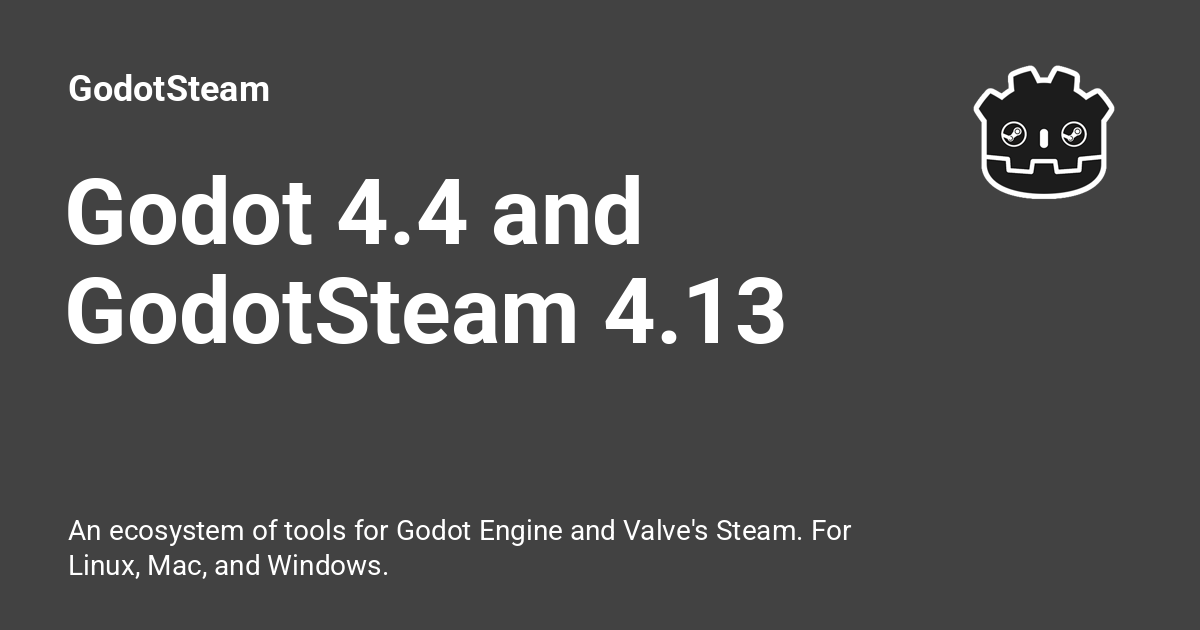 GodotSteam
Godot 4.4 and
GodotSteam 4.13
An ecosystem of tools for Godot Engine and Valve's Steam. For
Linux, Mac, and Windows.